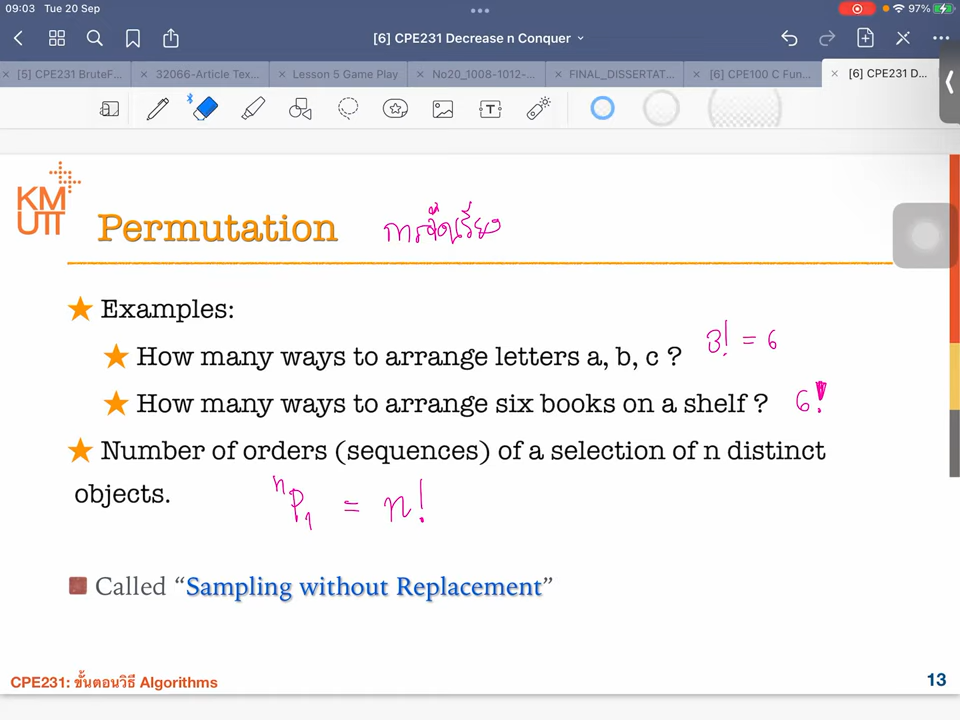 09:03 Tue 20 Sep
97%
[6] CPE231 Decrease n Conquer
[5] CPE231 BruteF...
32066-Article Tex...
Lesson 5 Game Play
No20_1008-1012-...
FINAL_DISSERTAT...
[6] CPE100 C Fun...
[6] CPE231 D...
KMUTT
Permutation การจัดเรียง
Examples:
How many ways to arrange letters a, b, c ? 3! = 6
How many ways to arrange six books on a shelf ? 6!
Number of orders (sequences) of a selection of n distinct
objects. nP1 = n!
Called “Sampling without Replacement”
CPE231: ขั้นตอนวิธี Algorithms
13